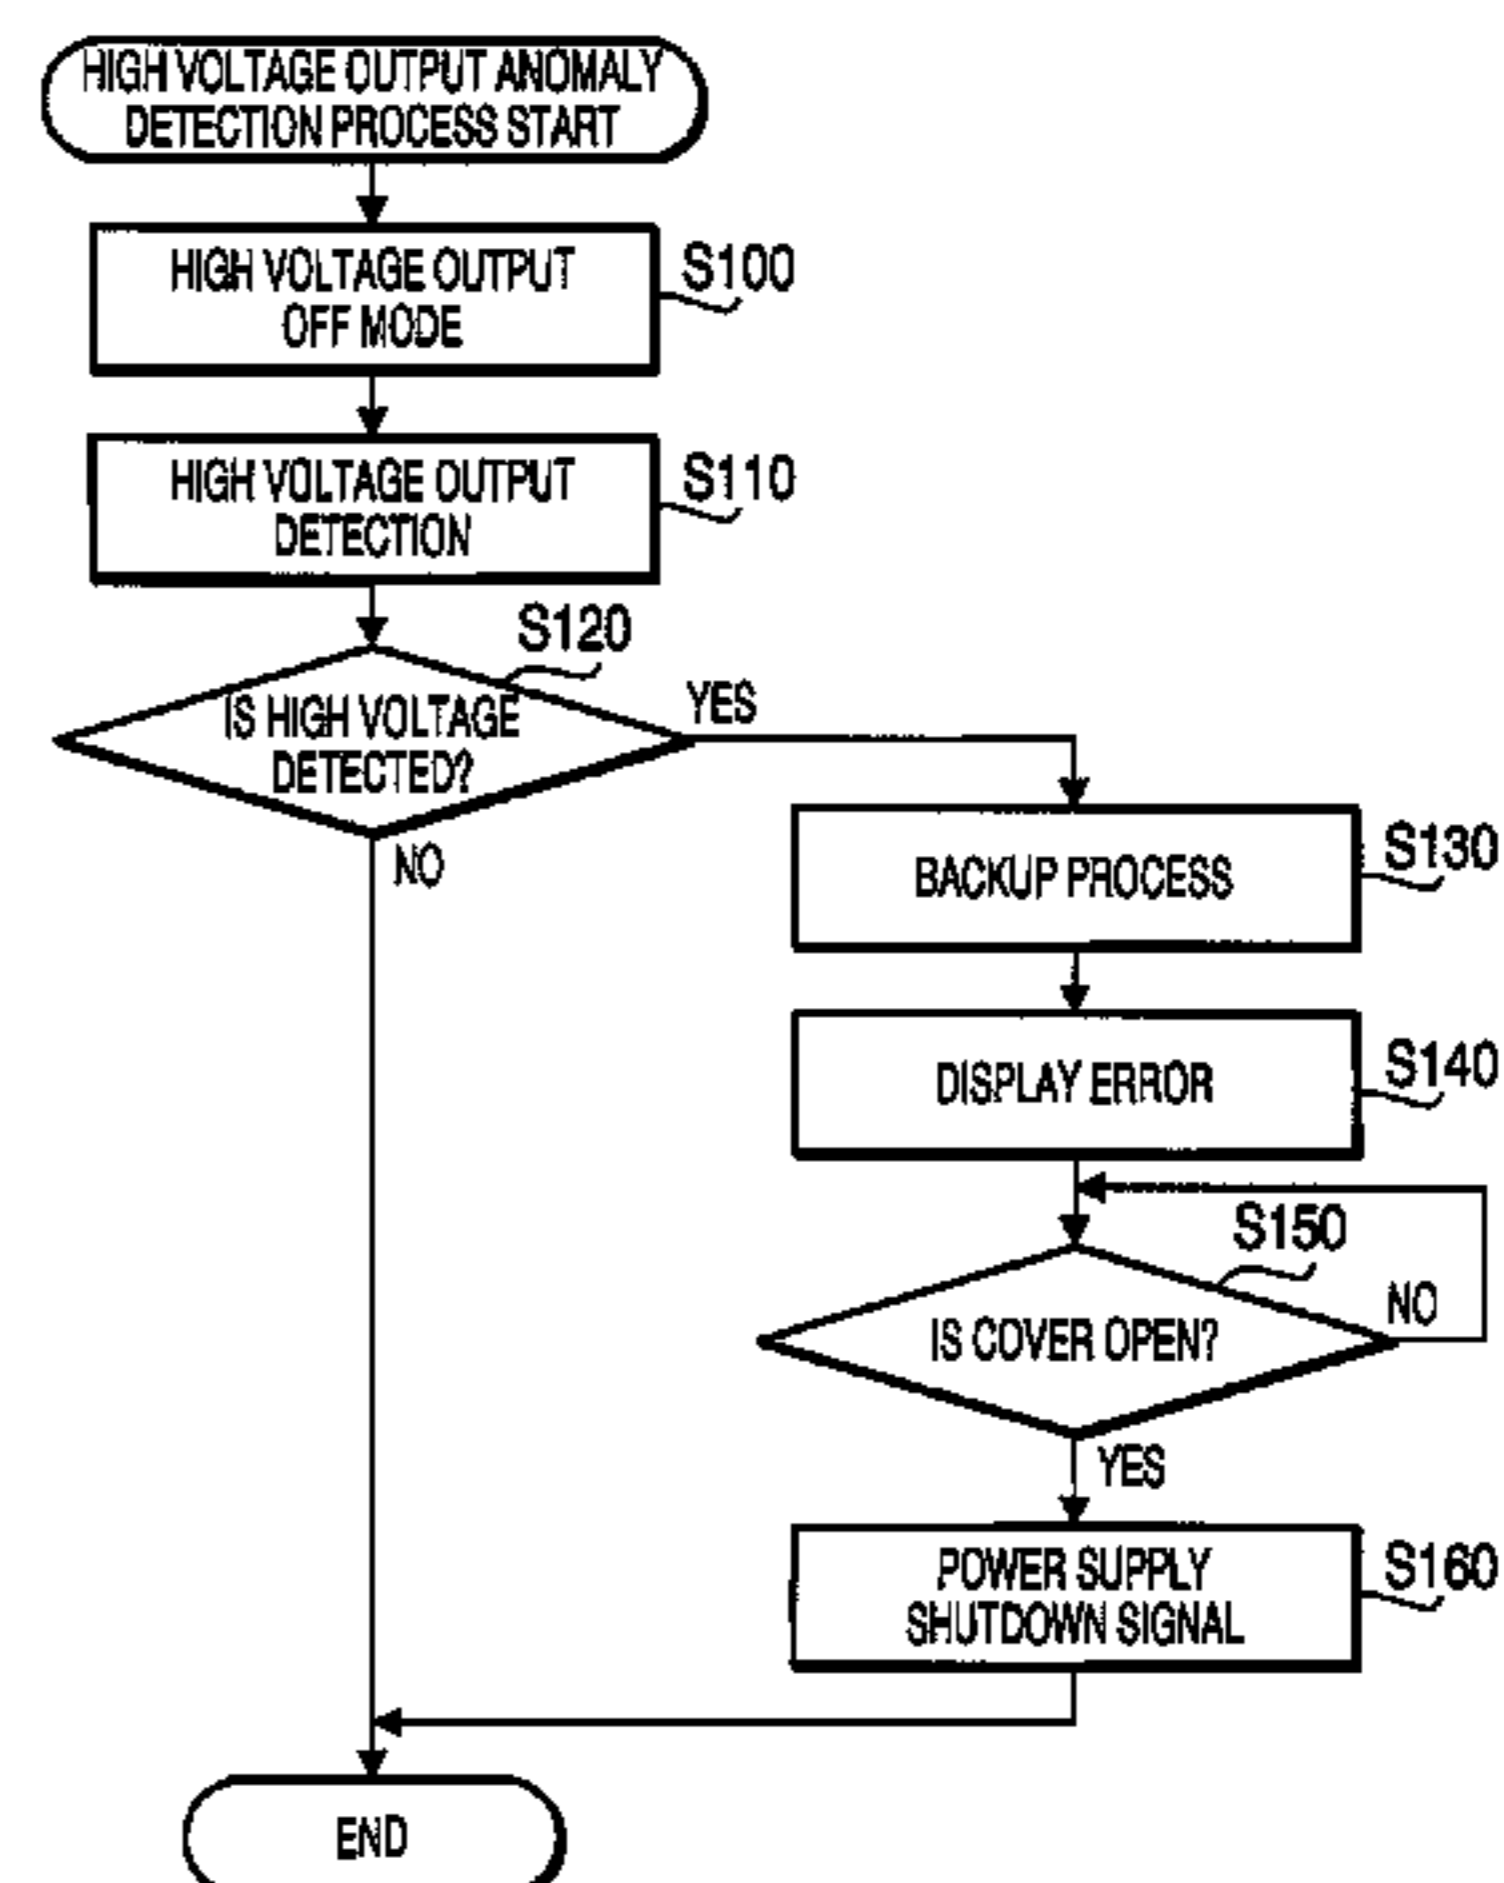 HIGH VOLTAGE OUTPUT ANOMALY
DETECTION PROCESS START
HIGH VOLTAGE OUTPUT
OFF MODE
S100
HIGH VOLTAGE OUTPUT
DETECTION
S110
S120
IS HIGH VOLTAGE
DETECTED?
YES
NO
BACKUP PROCESS
S130
DISPLAY ERROR
S140
S150
IS COVER OPEN?
NO
YES
POWER SUPPLY
SHUTDOWN SIGNAL
S160
END